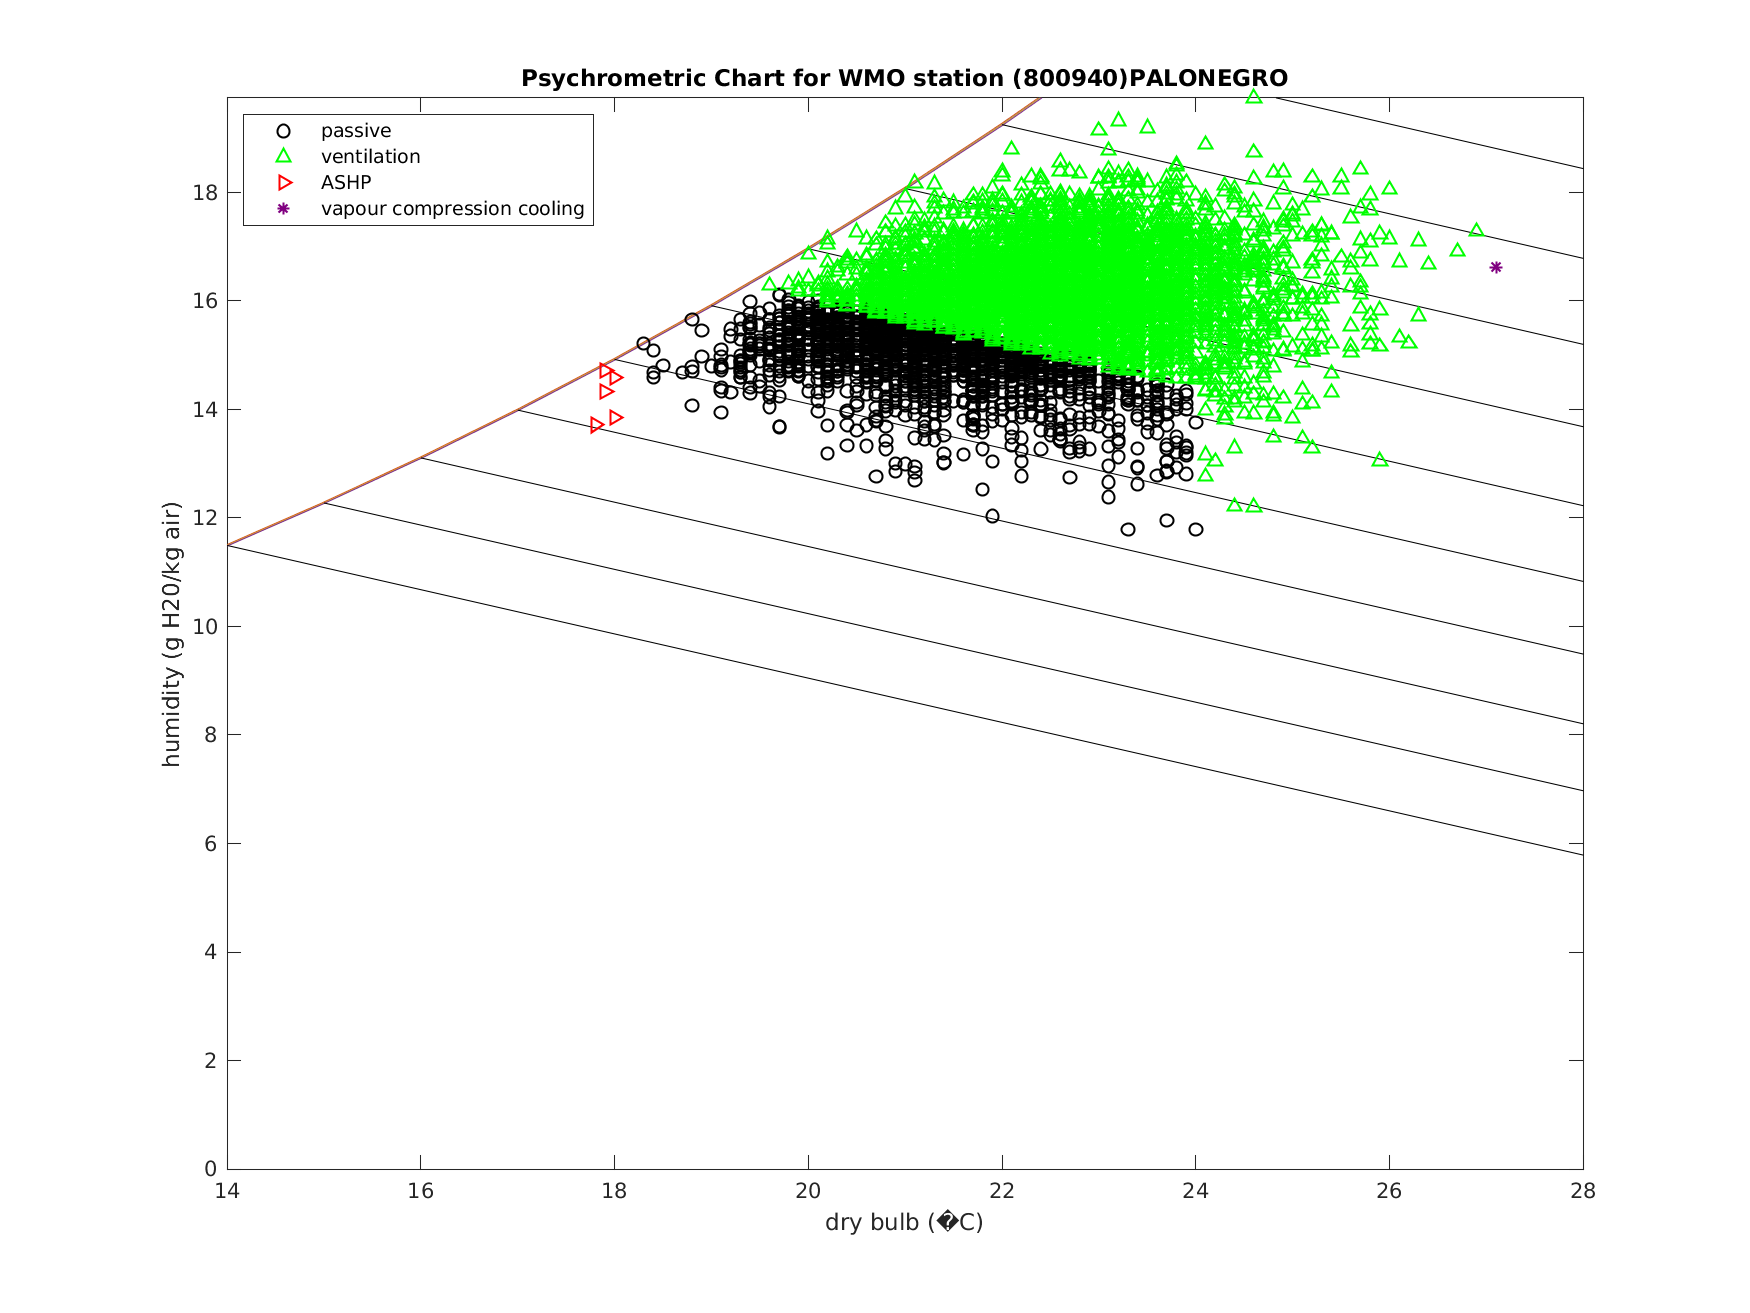 Psychrometric Chart for WMO station (800940)PALONEGRO
passive
ventilation
ASHP
vapour compression cooling
humidity (g H20/kg air)
18
16
14
12
10
8
6
4
2
0
14 16 18 20 22 24 26 28
dry bulb (�C)